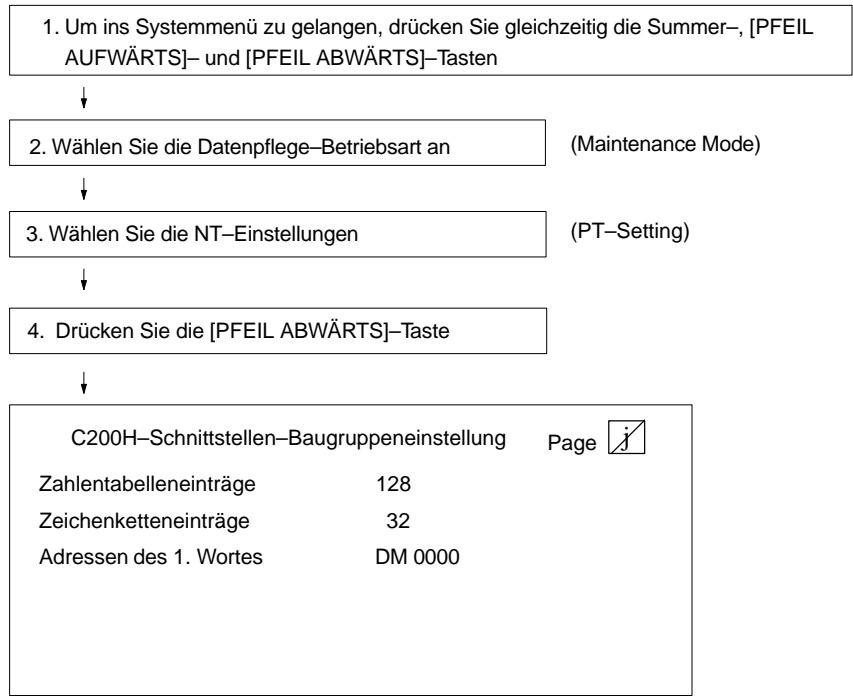 1. Um ins Systemmenü zu gelangen, drücken Sie gleichzeitig die Summer–, [PFEIL
AUFWÄRTS]– und [PFEIL ABWÄRTS]–Tasten
2. Wählen Sie die Datenpflege–Betriebsart an (Maintenance Mode)
3. Wählen Sie die NT–Einstellungen (PT–Setting)
4. Drücken Sie die [PFEIL ABWÄRTS]–Taste
C200H–Schnittstellen–Baugruppeneinstellung Page j
Zahlentabelleneinträge 128
Zeichenketteneinträge 32
Adressen des 1. Wortes DM 0000